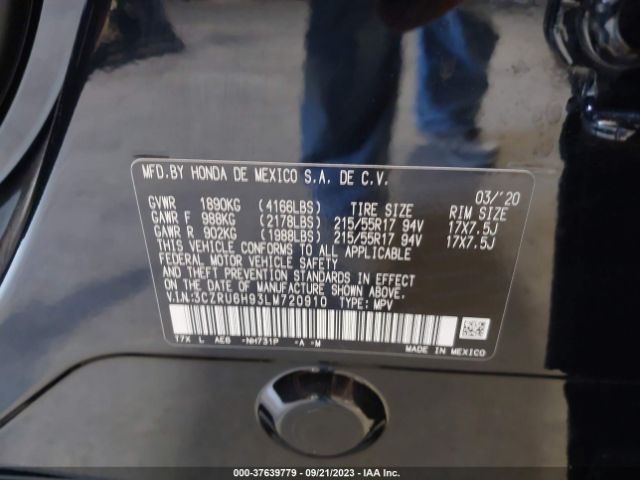 MFD.BY HONDA DE MEXICO S.A. DE C.V.
03/'20
GVWR 1890KG (4166LBS) TIRE SIZE RIM SIZE
GAWR F 988KG (2178LBS) 215/55R17 94V 17X7.5J
GAWR R 902KG (1988LBS) 215/55R17 94V 17X7.5J
THIS VEHICLE CONFORMS TO ALL APPLICABLE
FEDERAL MOTOR VEHICLE SAFETY
AND THEFT PREVENTION STANDARDS IN EFFECT
ON THE DATE OF MANUFACTURE SHOWN ABOVE.
V.I.N:3CZRU6H93LM720910 TYPE: MPV
T7X L AE6 -NH731P -A -M MADE IN MEXICO
000-37639779 - 09/21/2023 - IAA Inc.